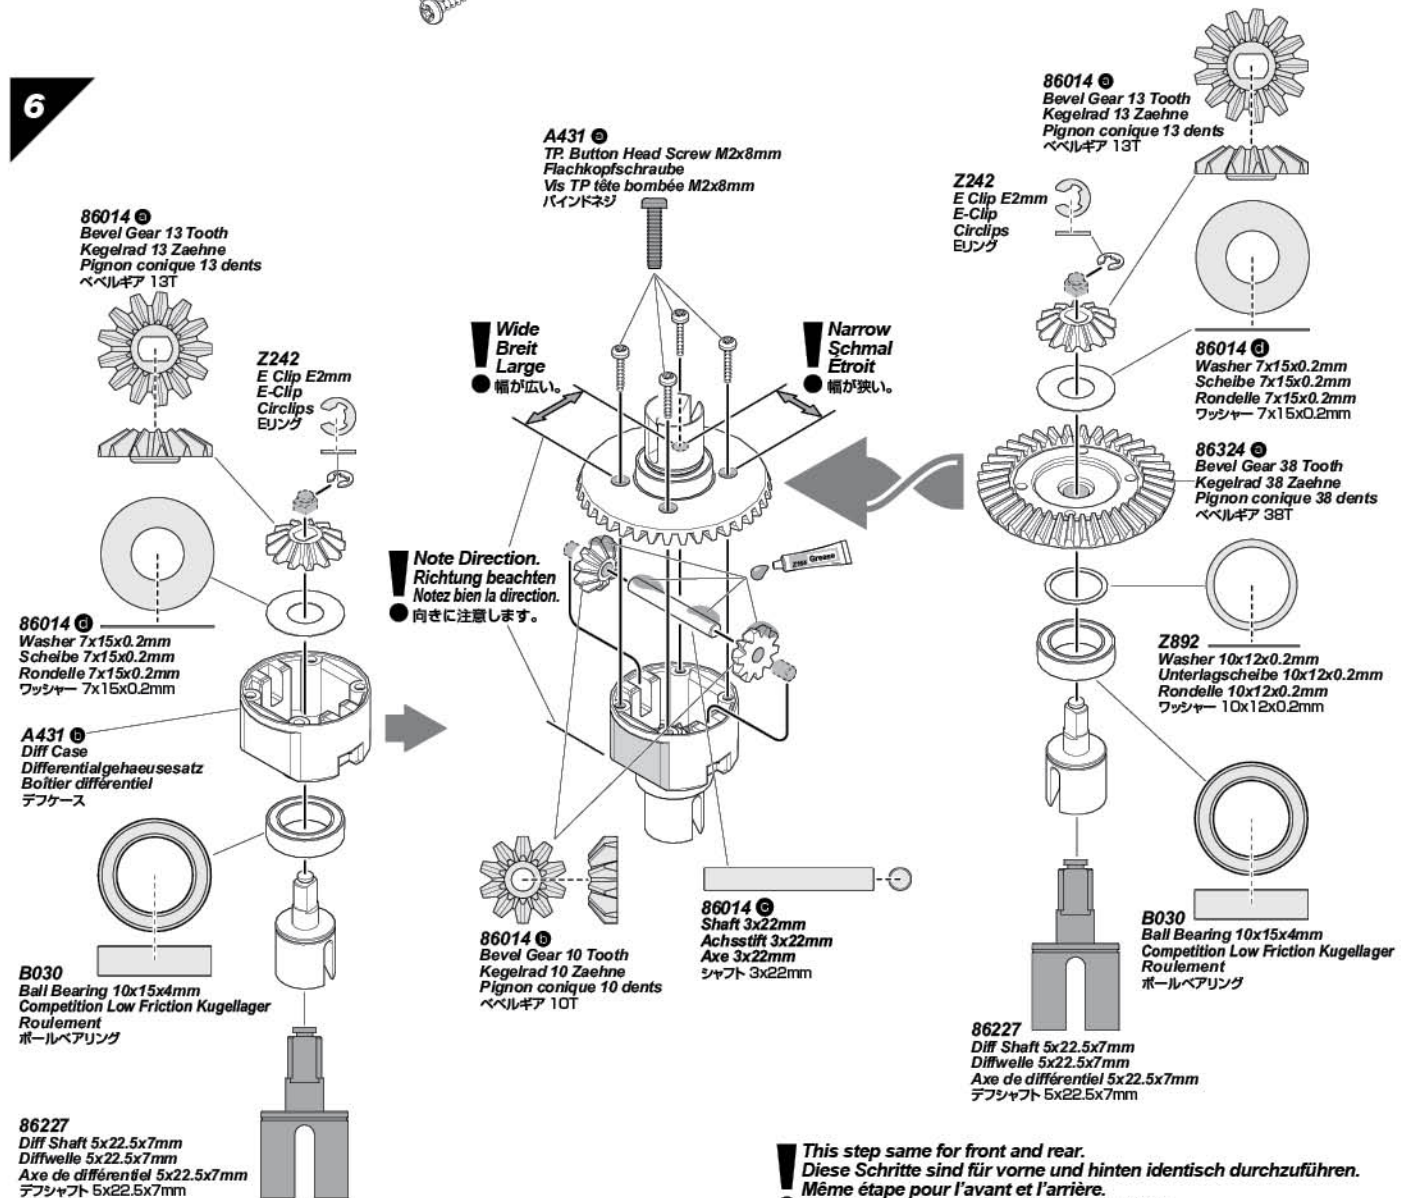 6
86014 a
Bevel Gear 13 Tooth
Kegelrad 13 Zaehne
Pignon conique 13 dents
ベベルギア 13T
Z242
E Clip E2mm
E-Clip
Circlips
Eリング
86014 d
Washer 7x15x0.2mm
Scheibe 7x15x0.2mm
Rondelle 7x15x0.2mm
ワッシャー 7x15x0.2mm
A431 b
Diff Case
Differentialgehaeusesatz
Boîtier différentiel
デフケース
B030
Ball Bearing 10x15x4mm
Competition Low Friction Kugellager
Roulement
ボールベアリング
86227
Diff Shaft 5x22.5x7mm
Diffwelle 5x22.5x7mm
Axe de différentiel 5x22.5x7mm
デフシャフト 5x22.5x7mm
A431 a
TP. Button Head Screw M2x8mm
Flachkopfschraube
Vis TP tête bombée M2x8mm
バインドネジ
! Wide
Breit
Large
● 幅が広い。
! Narrow
Schmal
Étroit
● 幅が狭い。
! Note Direction.
Richtung beachten
Notez bien la direction.
● 向きに注意します。
Grease
86014 b
Bevel Gear 10 Tooth
Kegelrad 10 Zaehne
Pignon conique 10 dents
ベベルギア 10T
86014 c
Shaft 3x22mm
Achsstift 3x22mm
Axe 3x22mm
シャフト 3x22mm
86014 a
Bevel Gear 13 Tooth
Kegelrad 13 Zaehne
Pignon conique 13 dents
ベベルギア 13T
Z242
E Clip E2mm
E-Clip
Circlips
Eリング
86014 d
Washer 7x15x0.2mm
Scheibe 7x15x0.2mm
Rondelle 7x15x0.2mm
ワッシャー 7x15x0.2mm
86324 a
Bevel Gear 38 Tooth
Kegelrad 38 Zaehne
Pignon conique 38 dents
ベベルギア 38T
Z892
Washer 10x12x0.2mm
Unterlagscheibe 10x12x0.2mm
Rondelle 10x12x0.2mm
ワッシャー 10x12x0.2mm
B030
Ball Bearing 10x15x4mm
Competition Low Friction Kugellager
Roulement
ボールベアリング
86227
Diff Shaft 5x22.5x7mm
Diffwelle 5x22.5x7mm
Axe de différentiel 5x22.5x7mm
デフシャフト 5x22.5x7mm
! This step same for front and rear.
Diese Schritte sind für vorne und hinten identisch durchzuführen.
Même étape pour l'avant et l'arrière.